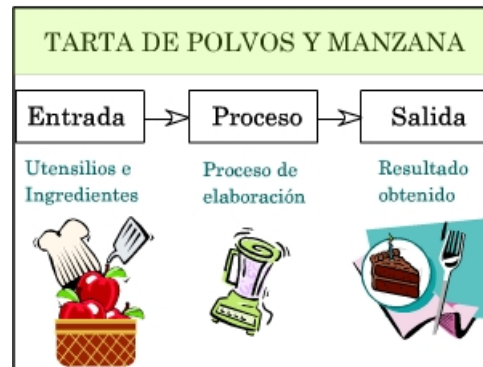 TARTA DE POLVOS Y MANZANA
Entrada
Proceso
Salida
Utensilios e
Ingredientes
Proceso de
elaboración
Resultado
obtenido